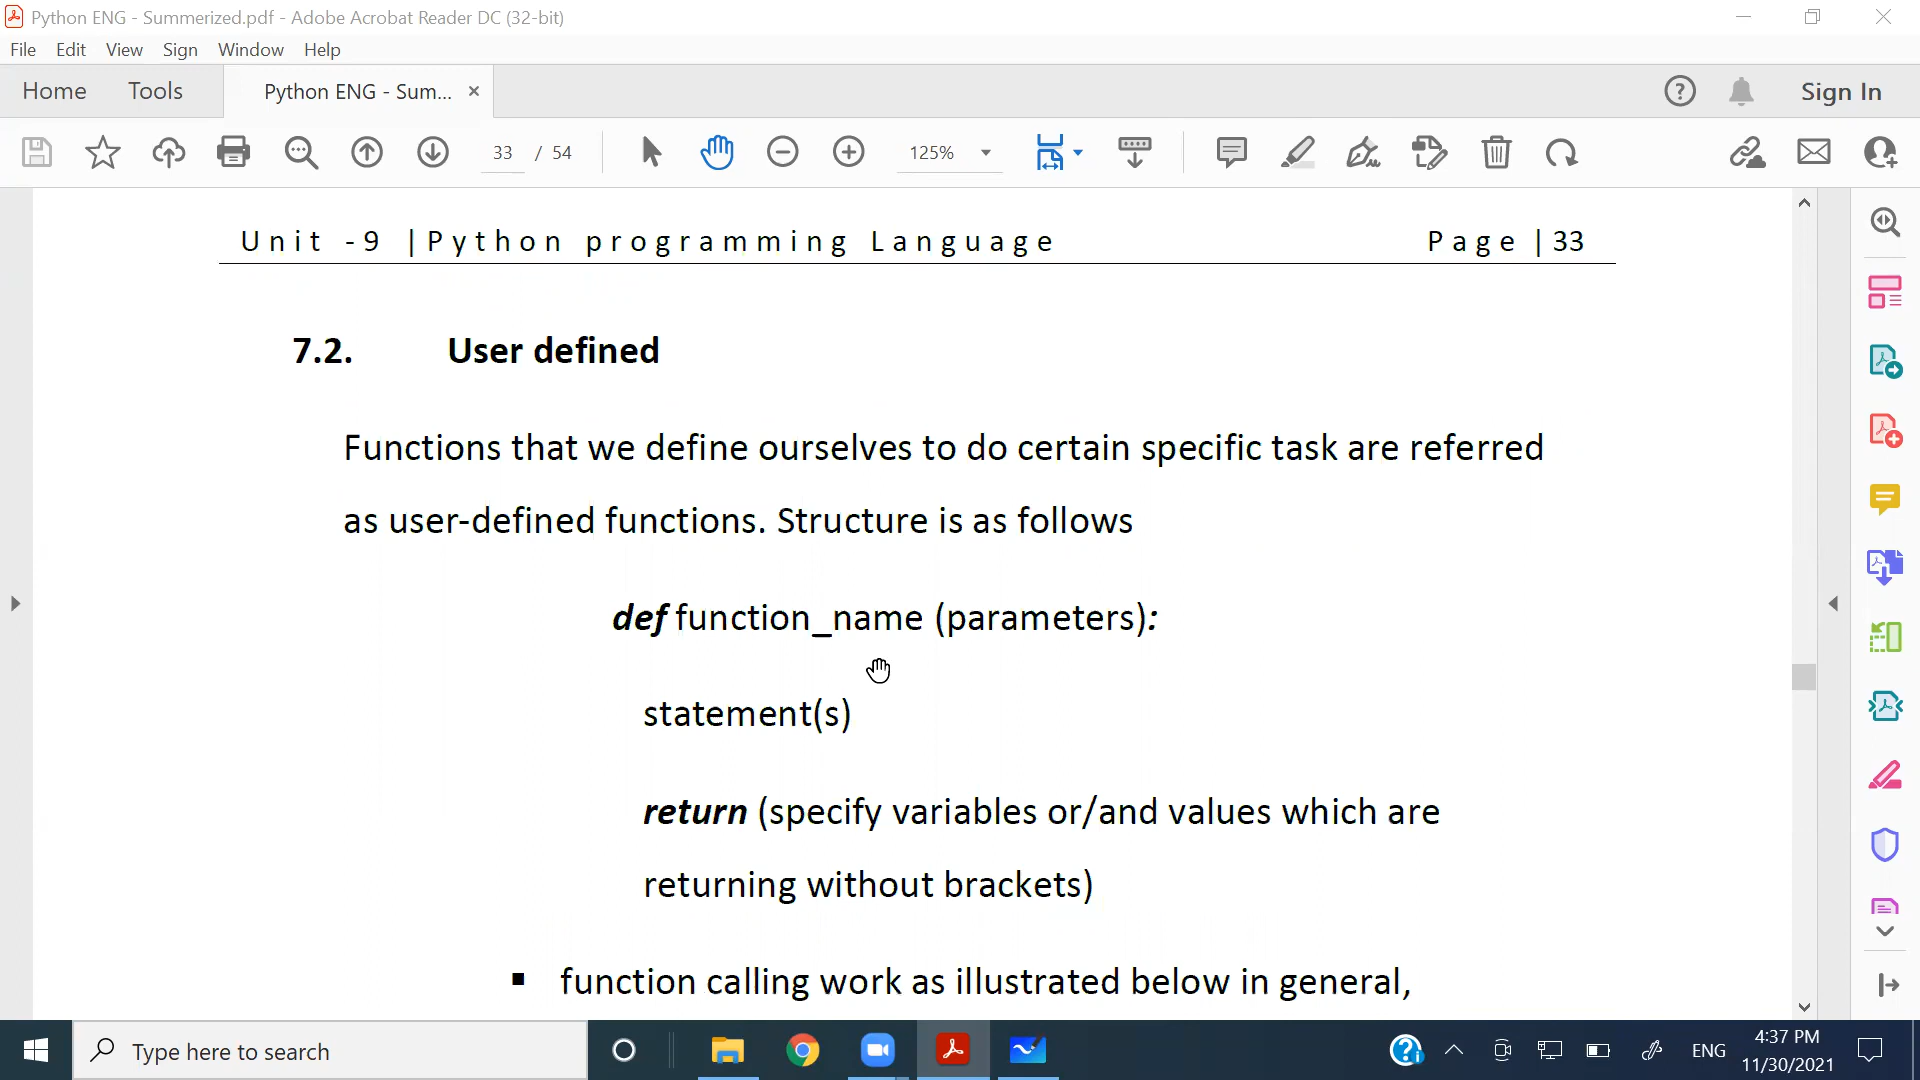 Python ENG - Summerized.pdf - Adobe Acrobat Reader DC (32-bit)
File Edit View Sign Window Help
Home Tools Python ENG - Sum... × Sign In
33 / 54 125%
Unit -9 |Python programming Language Page |33
7.2. User defined
Functions that we define ourselves to do certain specific task are referred
as user-defined functions. Structure is as follows
def function_name (parameters):
statement(s)
return (specify variables or/and values which are
returning without brackets)
▪ function calling work as illustrated below in general,
Type here to search
ENG
4:37 PM
11/30/2021